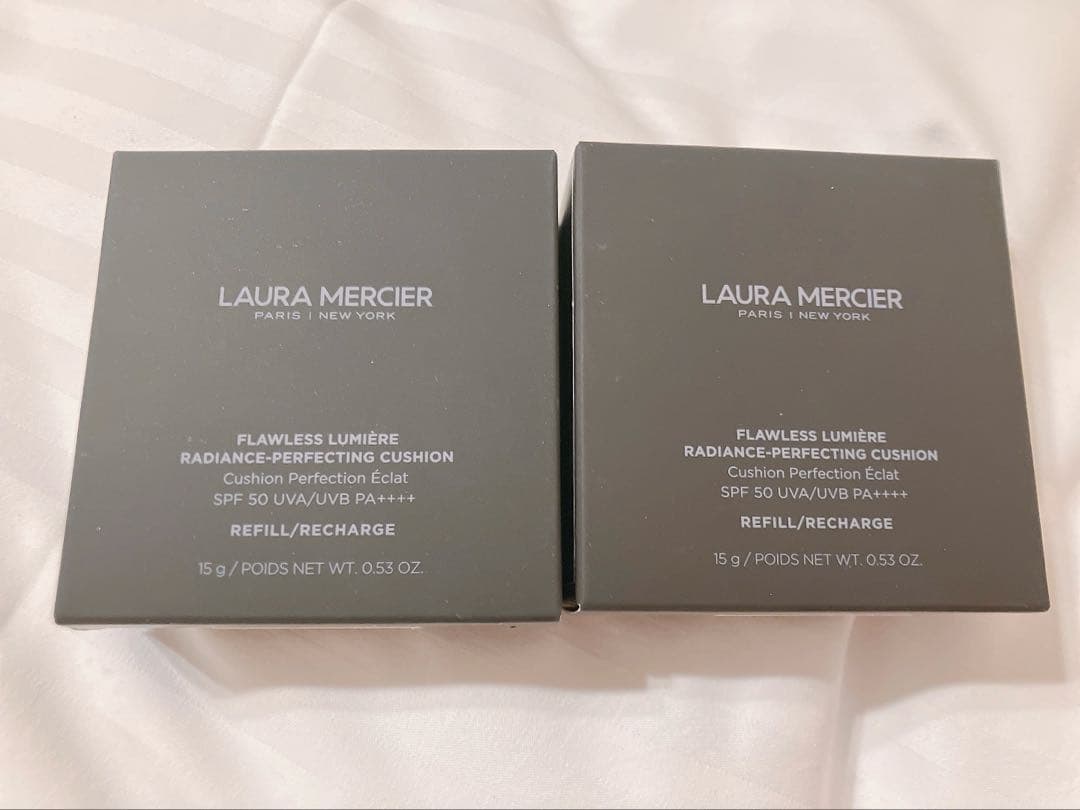 LAURA MERCIER
PARIS | NEW YORK
FLAWLESS LUMIÈRE
RADIANCE-PERFECTING CUSHION
Cushion Perfection Éclat
SPF 50 UVA/UVB PA++++
REFILL/RECHARGE
15 g / POIDS NET WT. 0.53 OZ.
LAURA MERCIER
PARIS | NEW YORK
FLAWLESS LUMIÈRE
RADIANCE-PERFECTING CUSHION
Cushion Perfection Éclat
SPF 50 UVA/UVB PA++++
REFILL/RECHARGE
15 g / POIDS NET WT. 0.53 OZ.